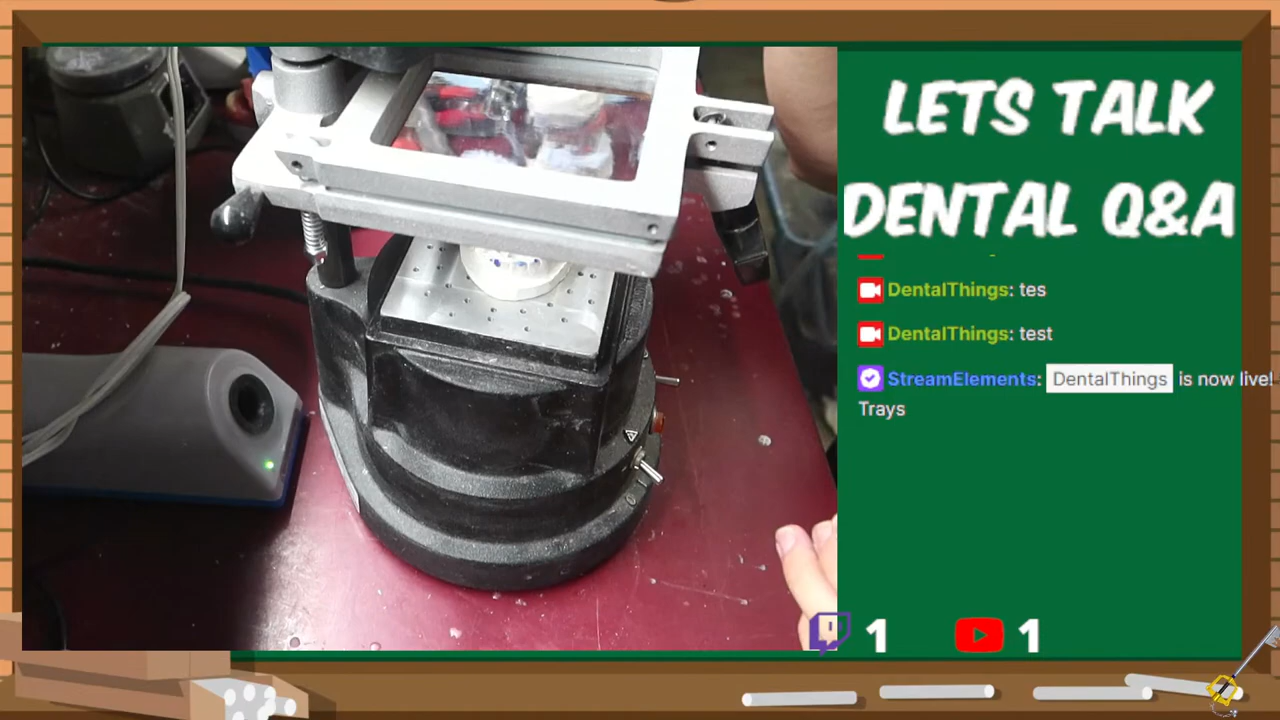 LETS TALK
DENTAL Q&A
DentalThings: tes
DentalThings: test
StreamElements: DentalThings is now live!
Trays
1 1